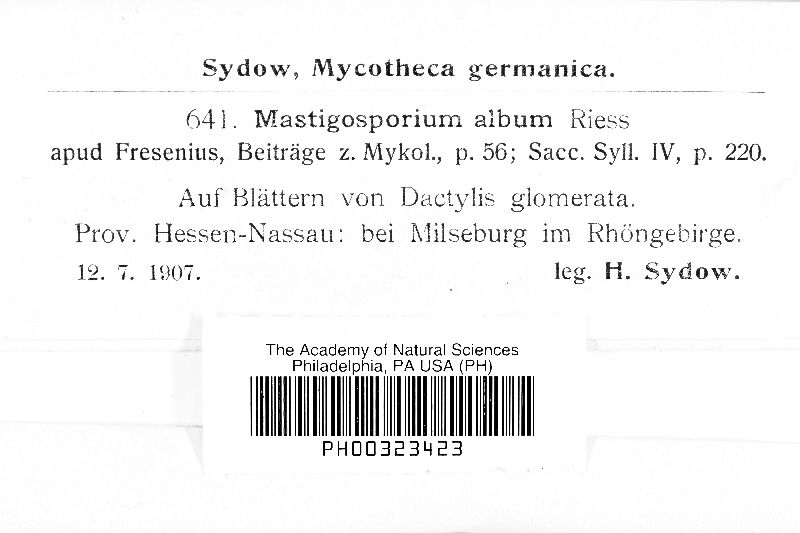 Sydow, Mycotheca germanica.
641. Mastigosporium album Riess
apud Fresenius, Beiträge z. Mykol., p. 56; Sacc. Syll. IV, p. 220.
Auf Blättern von Dactylis glomerata.
Prov. Hessen-Nassau: bei Milseburg im Rhöngebirge.
12. 7. 1907. leg. H. Sydow.
The Academy of Natural Sciences
Philadelphia, PA USA (PH)
PH00323423